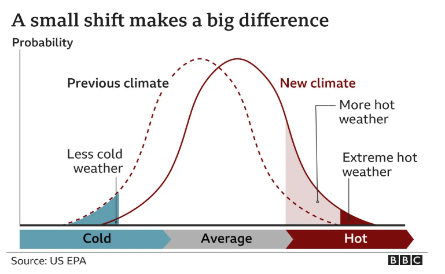 A small shift makes a big difference
Probability
Previous climate
New climate
More hot
weather
Less cold
weather
Extreme hot
weather
Cold
Average
Hot
Source: US EPA
BBC